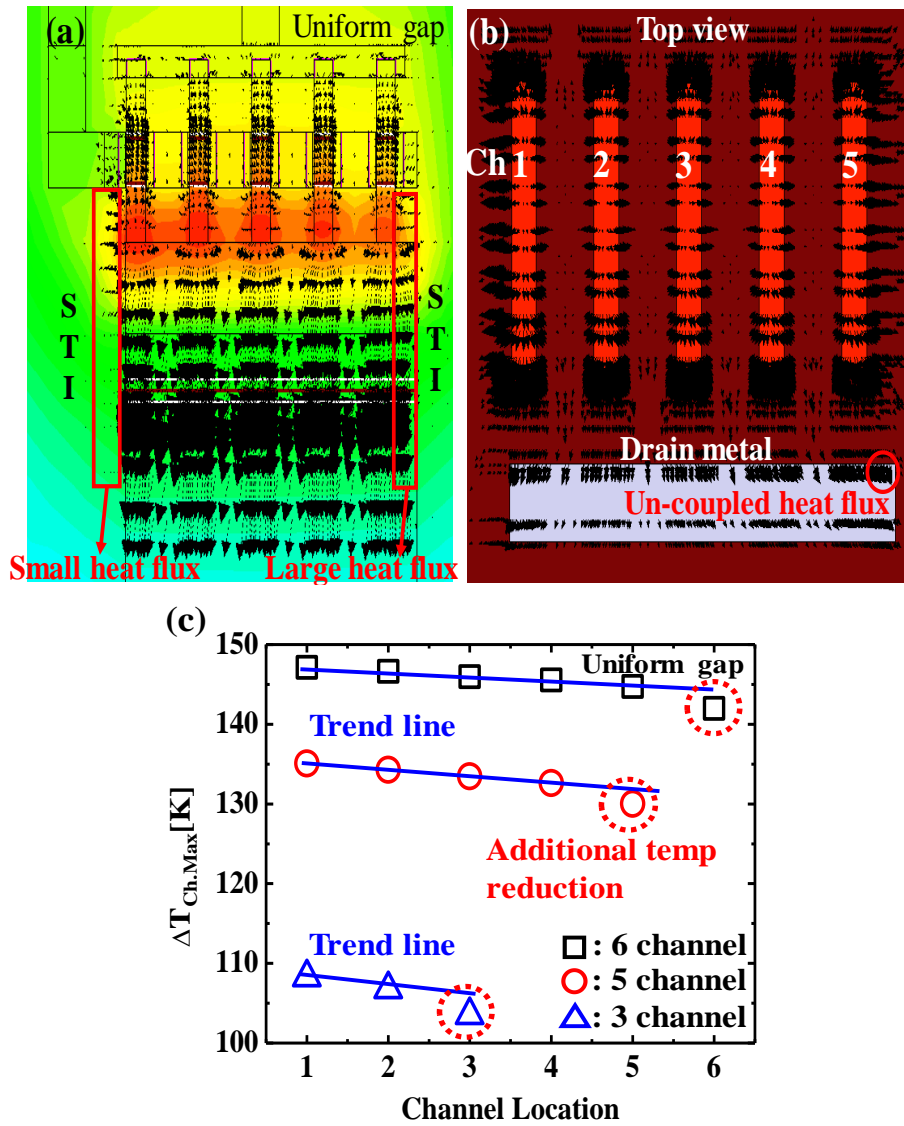 (a)
Uniform gap
S
T
I
S
T
I
Small heat flux
Large heat flux
(b)
Top view
Ch 1 2 3 4 5
Drain metal
Un-coupled heat flux
(c)
150
140
130
120
110
100
ΔT_Ch.Max[K]
Uniform gap
Trend line
Additional temp
reduction
Trend line
□: 6 channel
○: 5 channel
△: 3 channel
1 2 3 4 5 6
Channel Location